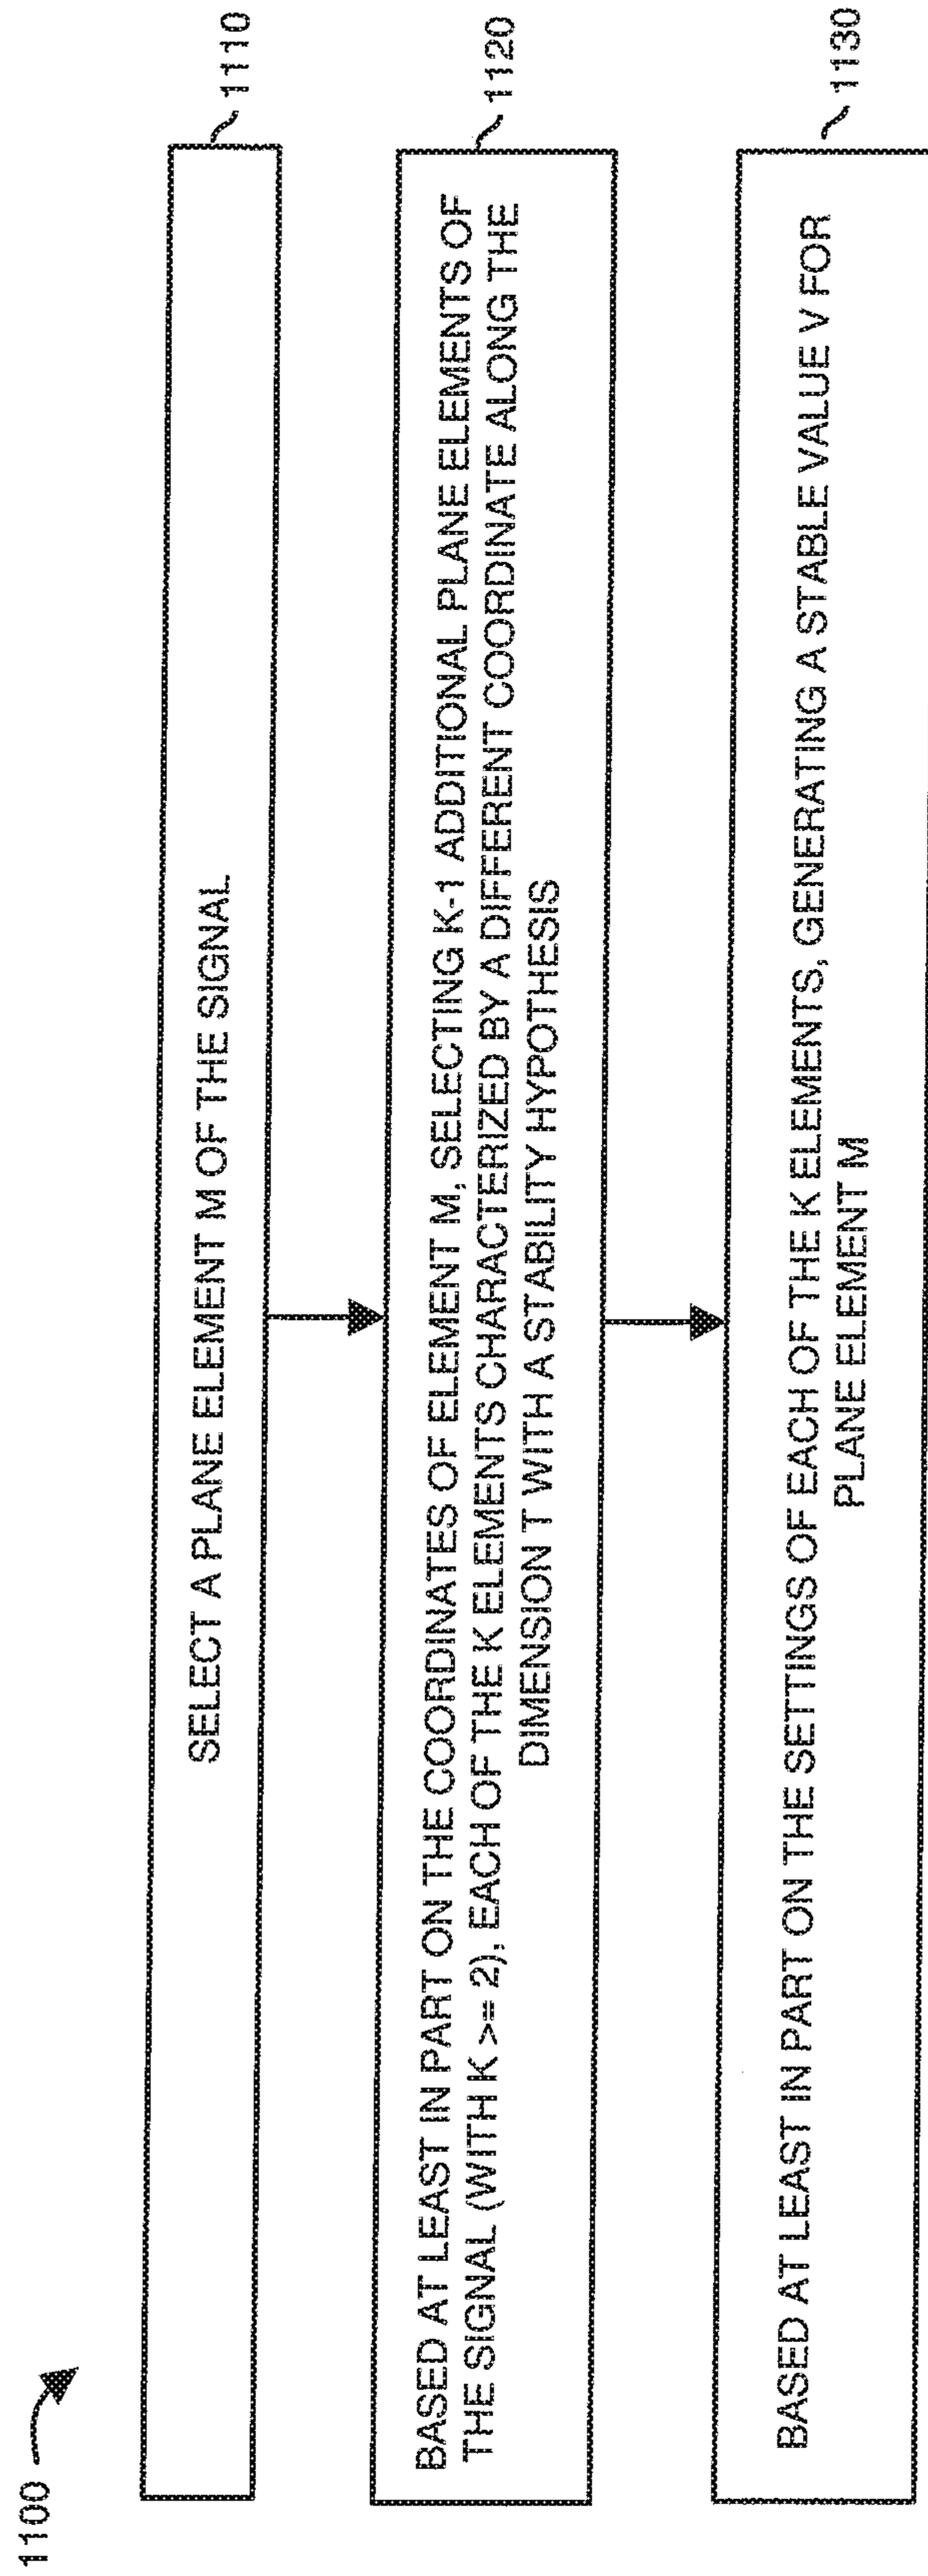 1100
SELECT A PLANE ELEMENT M OF THE SIGNAL
1110
BASED AT LEAST IN PART ON THE COORDINATES OF ELEMENT M, SELECTING K-1 ADDITIONAL PLANE ELEMENTS OF
THE SIGNAL (WITH K >= 2), EACH OF THE K ELEMENTS CHARACTERIZED BY A DIFFERENT COORDINATE ALONG THE
DIMENSION T WITH A STABILITY HYPOTHESIS
1120
BASED AT LEAST IN PART ON THE SETTINGS OF EACH OF THE K ELEMENTS, GENERATING A STABLE VALUE V FOR
PLANE ELEMENT M
1130